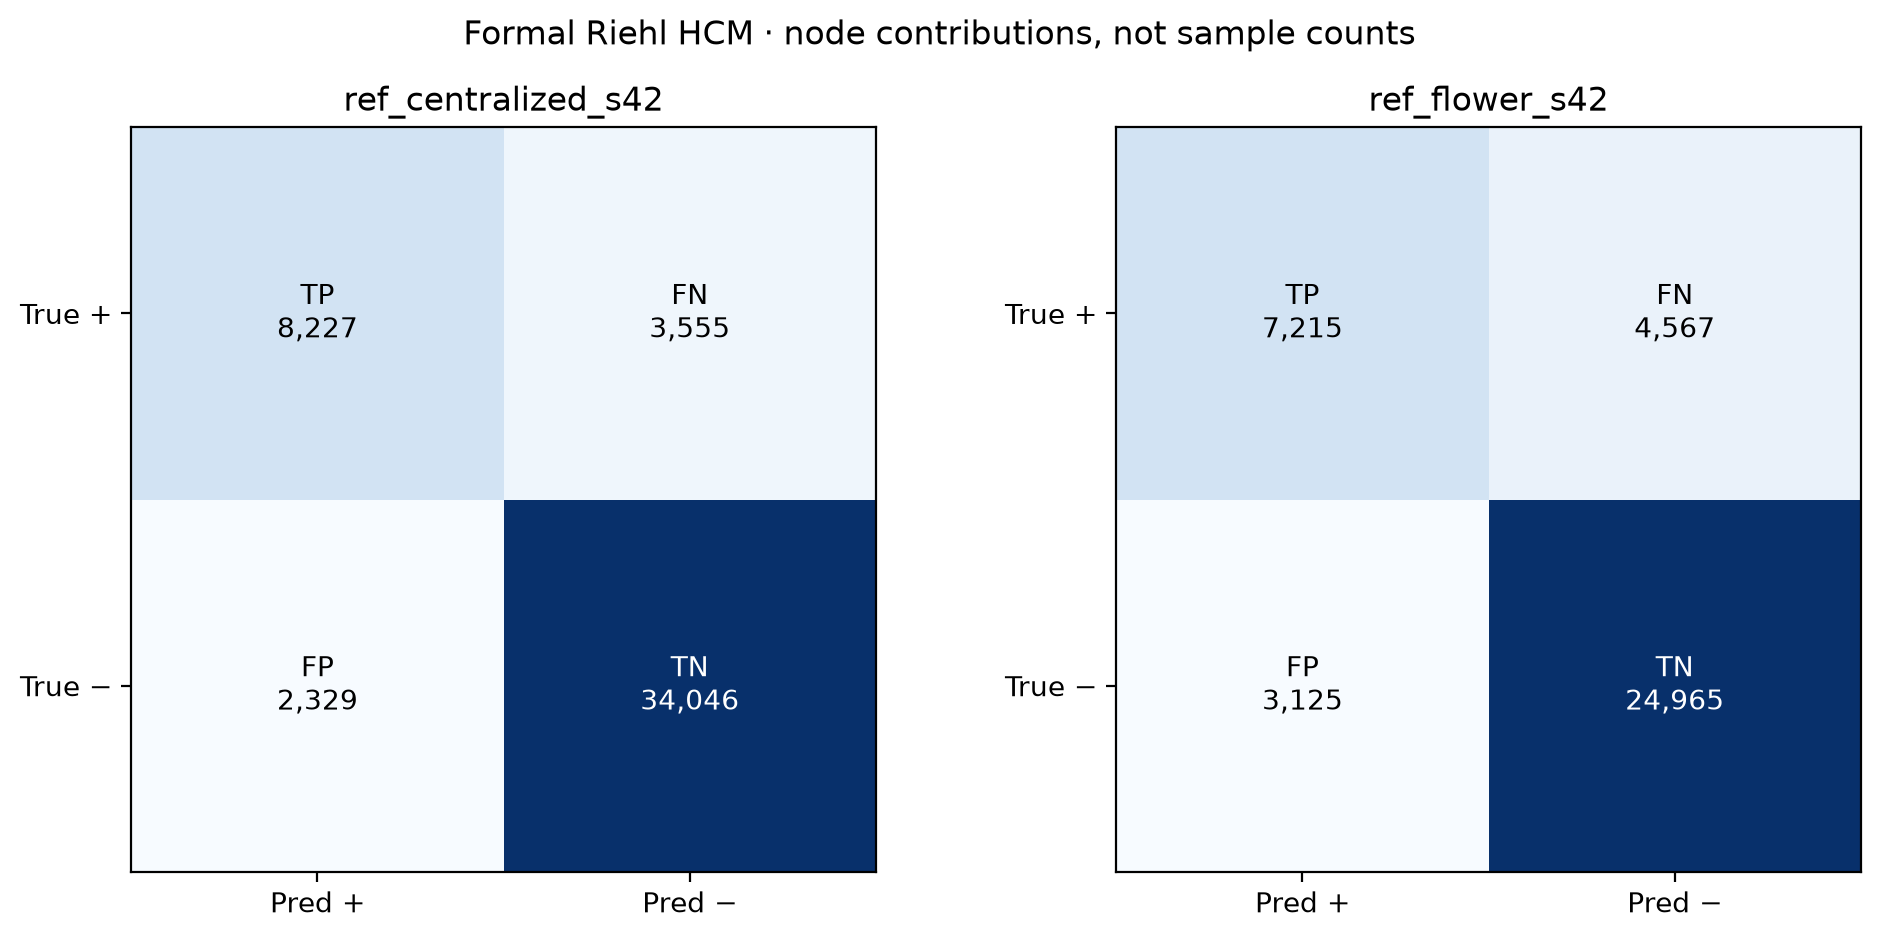 Formal Riehl HCM · node contributions, not sample counts
ref_centralized_s42
True +
TP
8,227
FN
3,555
True −
FP
2,329
TN
34,046
Pred +
Pred −
ref_flower_s42
True +
TP
7,215
FN
4,567
True −
FP
3,125
TN
24,965
Pred +
Pred −